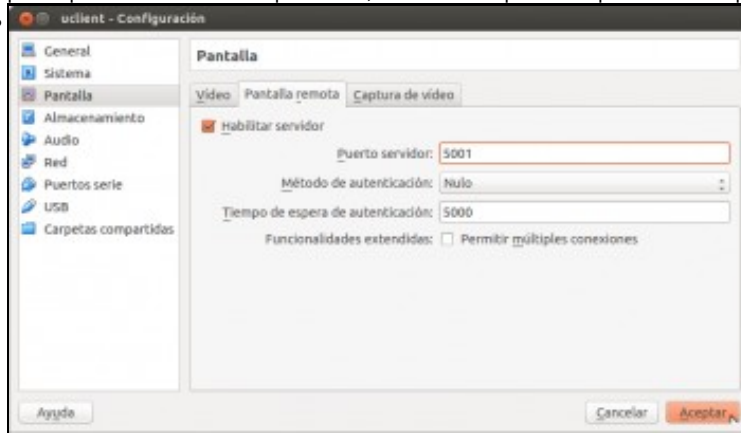 uclient - Configuración
General
Sistema
Pantalla
Almacenamiento
Audio
Red
Puertos serie
USB
Carpetas compartidas
Pantalla
Vídeo Pantalla remota Captura de vídeo
Habilitar servidor
Puerto servidor: 5001
Método de autenticación: Nulo
Tiempo de espera de autenticación: 5000
Funcionalidades extendidas: Permitir múltiples conexiones
Ayuda Cancelar Aceptar